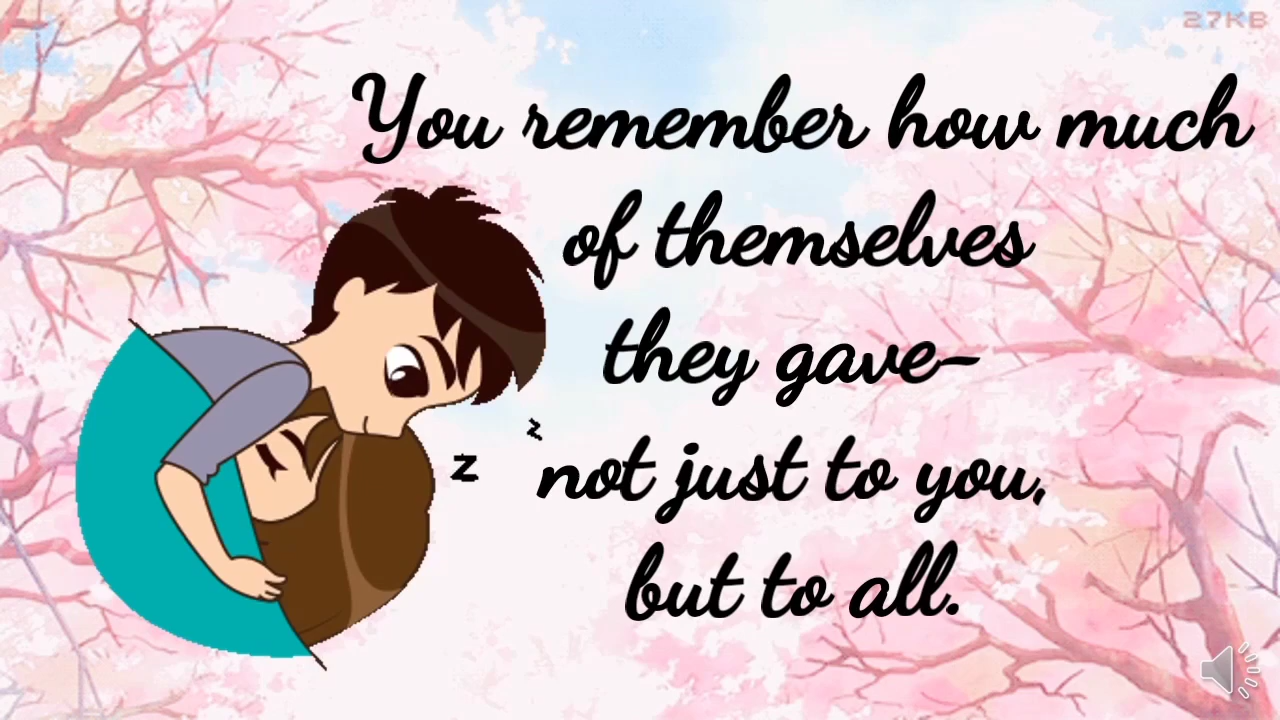 27KB
You remember how much
of themselves
they gave-
not just to you,
but to all.
z
z